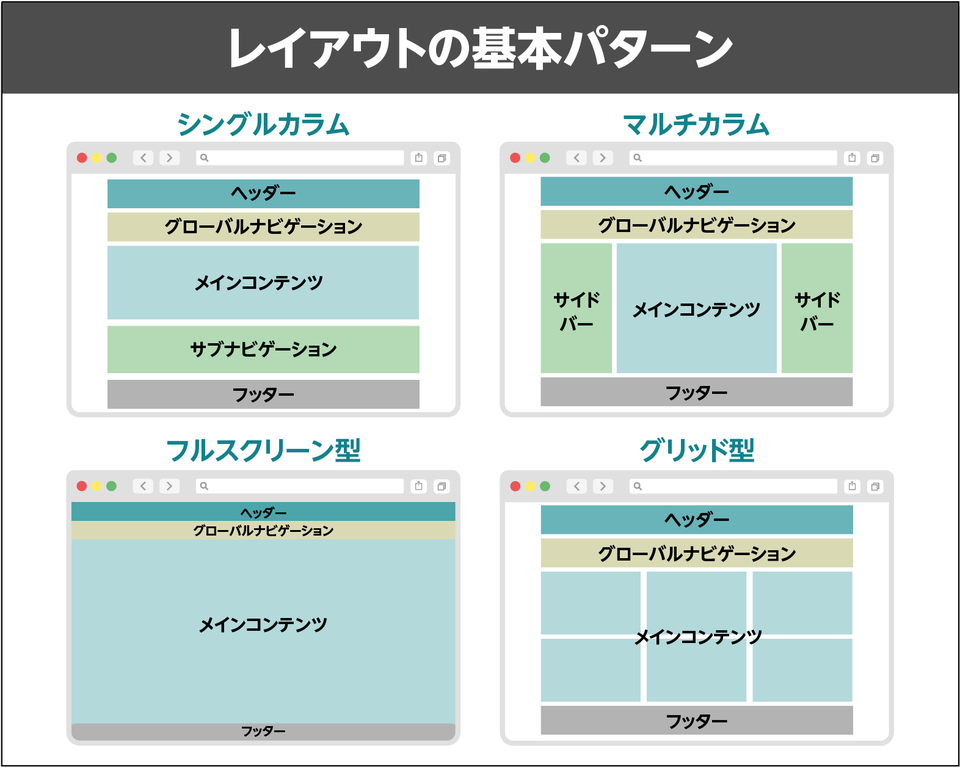 レイアウトの基本パターン
シングルカラム
ヘッダー
グローバルナビゲーション
メインコンテンツ
サブナビゲーション
フッター
マルチカラム
ヘッダー
グローバルナビゲーション
サイド
バー
メインコンテンツ
サイド
バー
フッター
フルスクリーン型
ヘッダー
グローバルナビゲーション
メインコンテンツ
フッター
グリッド型
ヘッダー
グローバルナビゲーション
メインコンテンツ
フッター